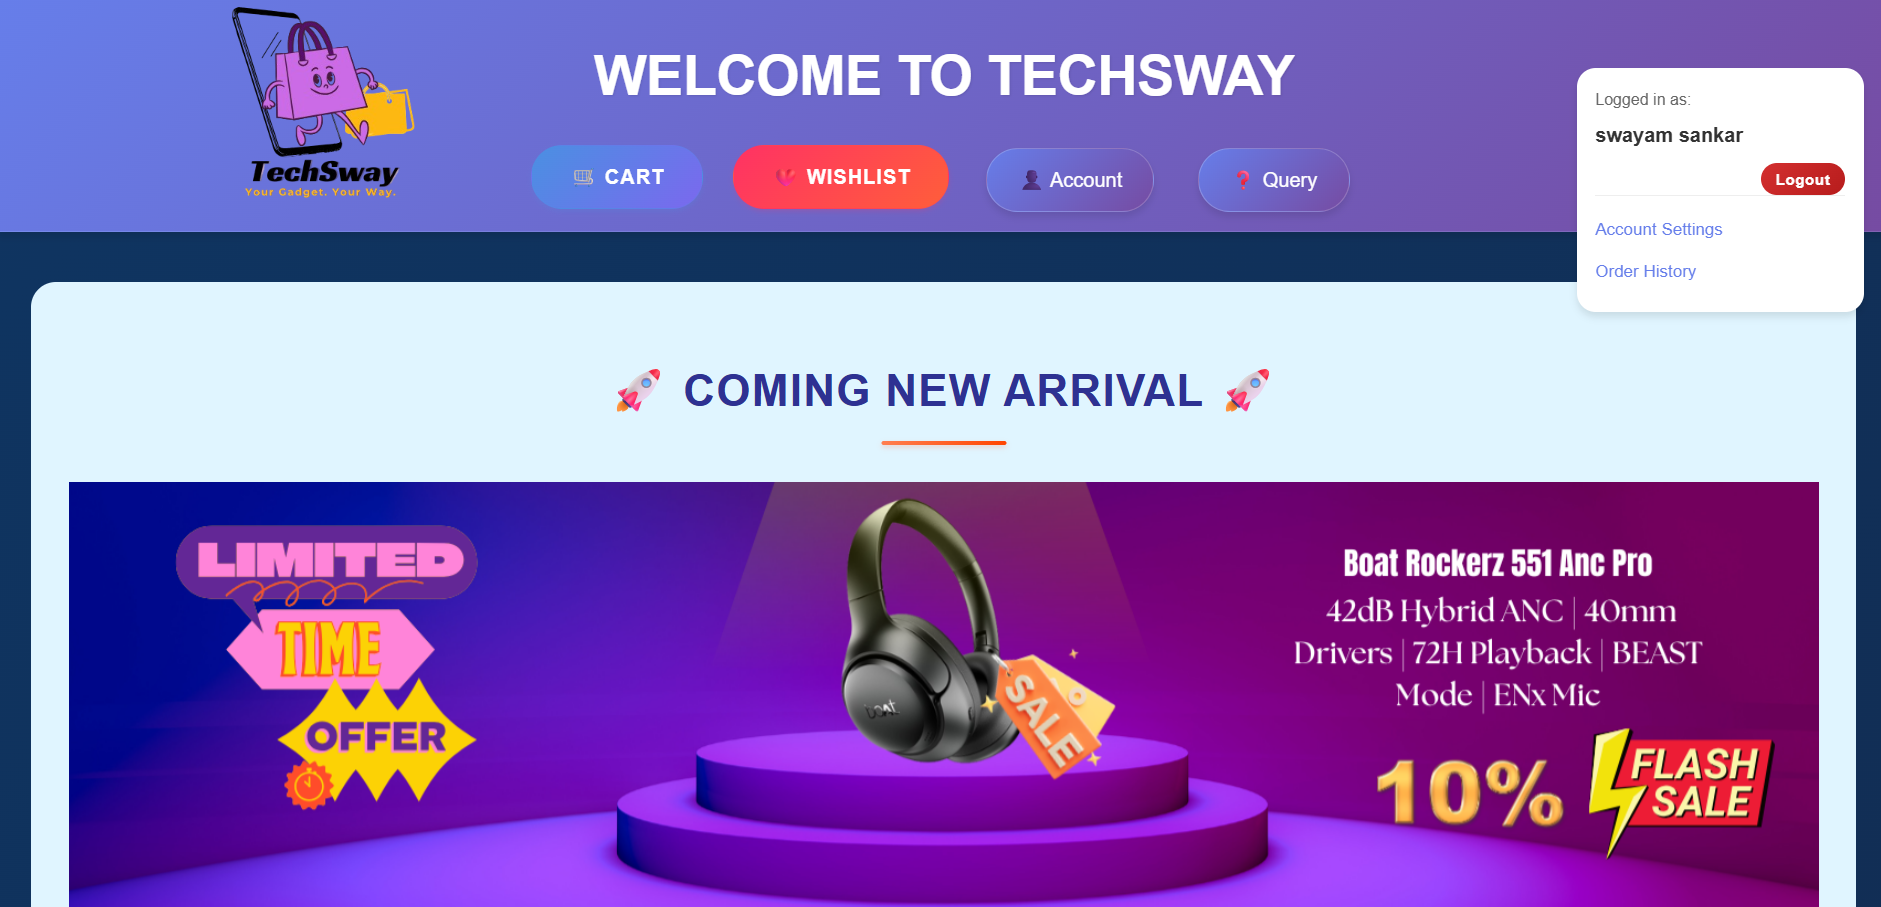 WELCOME TO TECHSWAY
TechSway
Your Gadget. Your Way.
CART
WISHLIST
Account
Query
Logged in as:
swayam sankar
Logout
Account Settings
Order History
COMING NEW ARRIVAL
LIMITED
TIME
OFFER
boat
SALE
Boat Rockerz 551 Anc Pro
42dB Hybrid ANC | 40mm
Drivers | 72H Playback | BEAST
Mode | ENx Mic
10%
FLASH
SALE